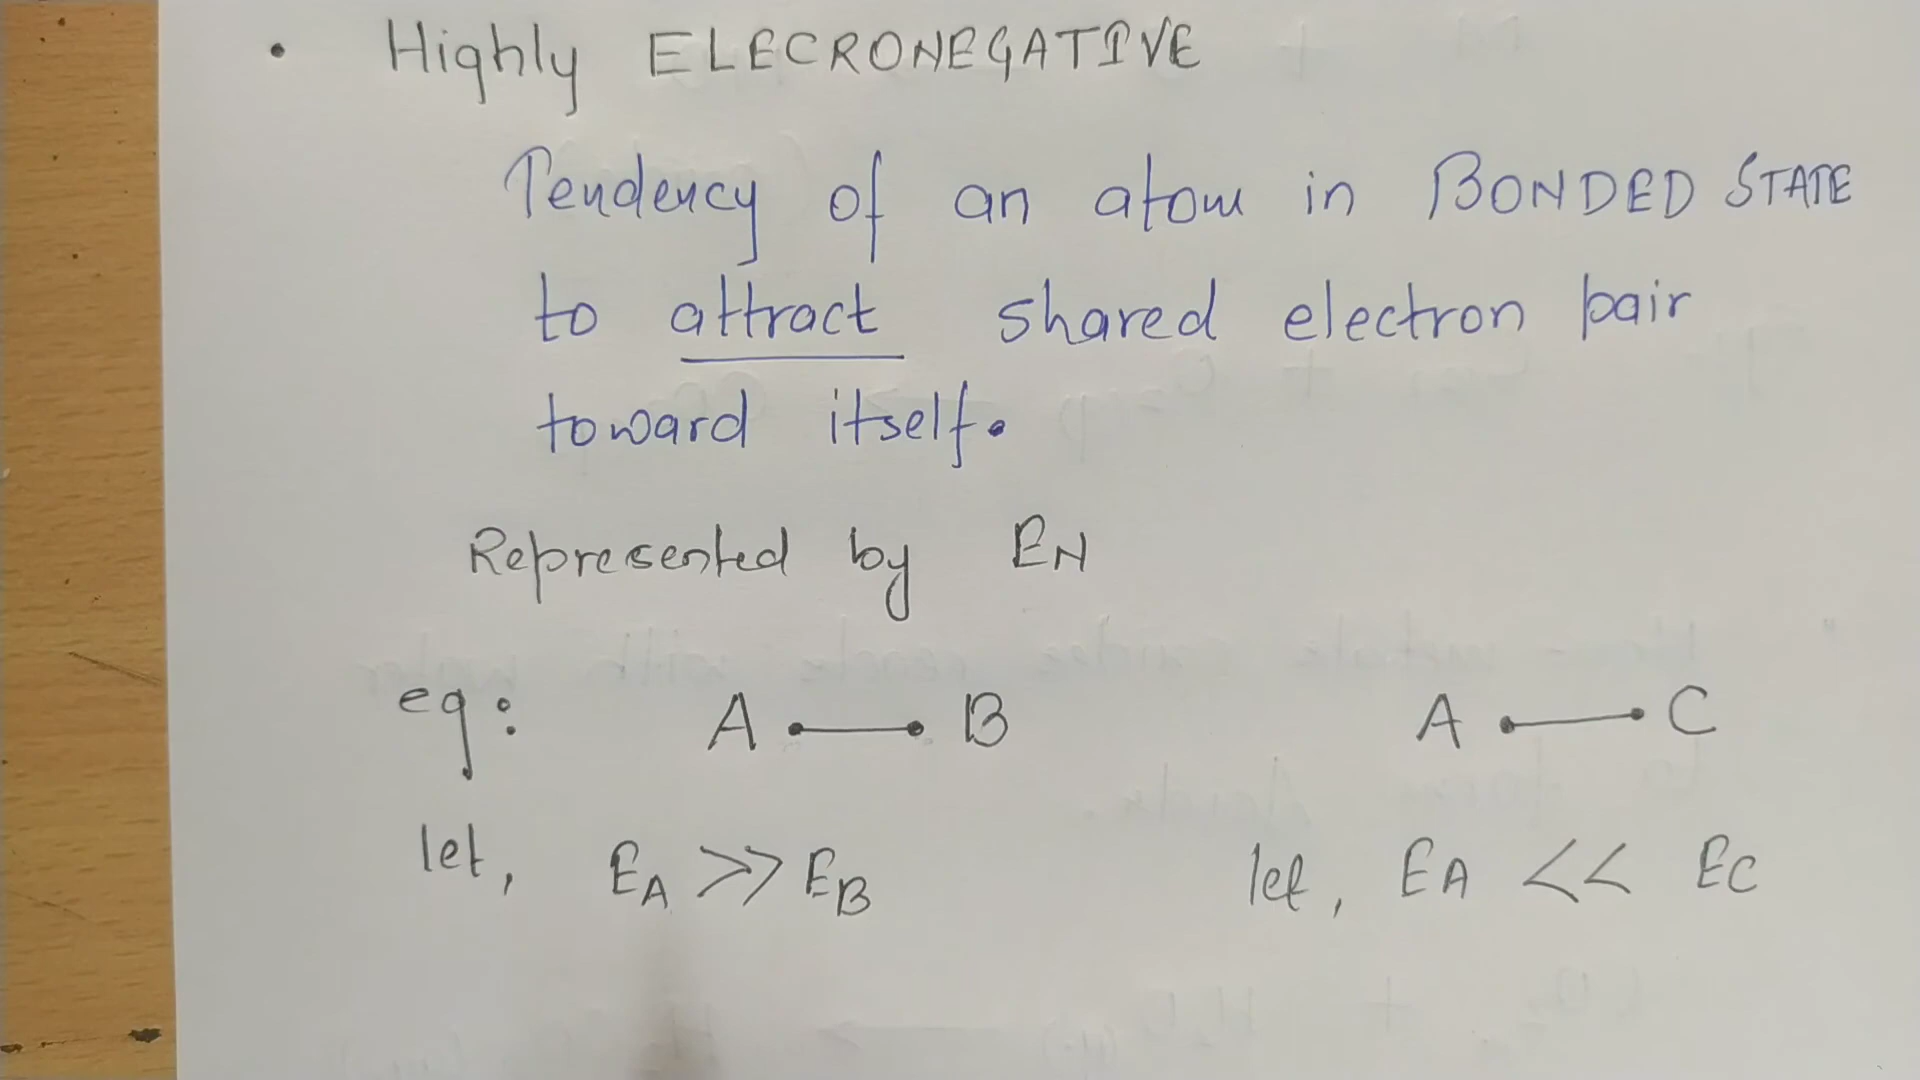 • Highly ELECRONEGATIVE
Tendency of an atom in BONDED STATE
to attract shared electron pair
toward itself.
Represented by EN
eg: A •—• B A •—• C
let, EA >> EB let, EA << EC